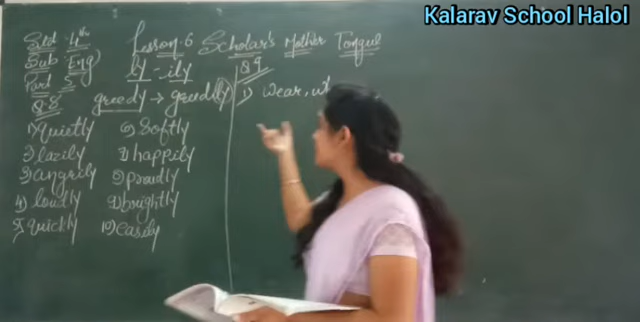 Kalarav School Halol
Std 4th
Sub Eng
Part 5
Lesson-6 Scholar's Mother Tongue
ly - ily
Q.8 greedy → greedily
1) quietly
2) lazily
3) angrily
4) loudly
5) quickly
6) Softly
7) happily
8) proudly
9) brightly
10) easily
Q9
1) Wear,